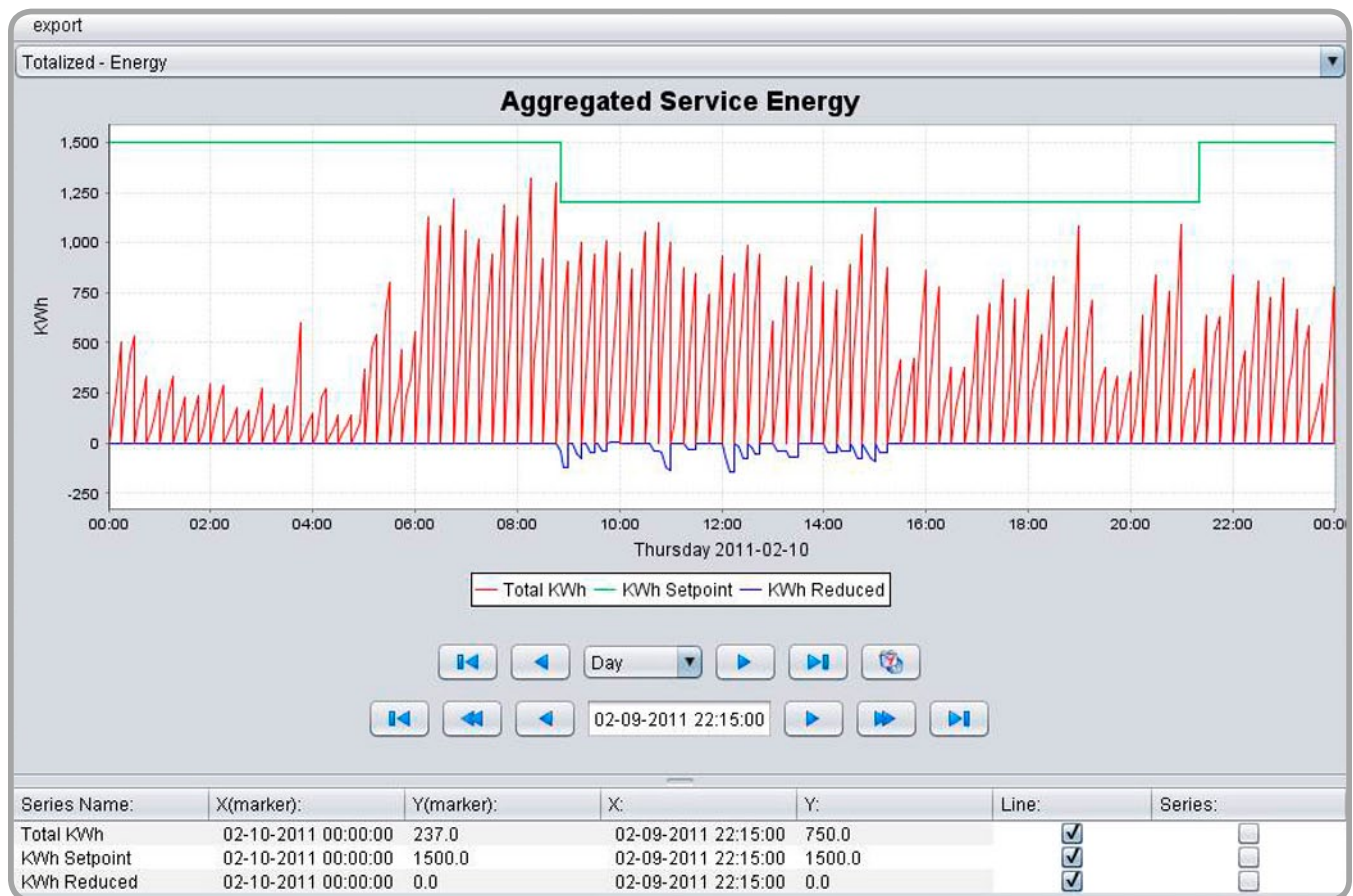 export
Totalized - Energy
Aggregated Service Energy
1,500
1,250
1,000
750
500
250
0
-250
KWh
00:00 02:00 04:00 06:00 08:00 10:00 12:00 14:00 16:00 18:00 20:00 22:00 00:0
Thursday 2011-02-10
Total KWh KWh Setpoint KWh Reduced
Day
02-09-2011 22:15:00
Series Name: X(marker): Y(marker): X: Y: Line: Series:
Total KWh 02-10-2011 00:00:00 237.0 02-09-2011 22:15:00 750.0
KWh Setpoint 02-10-2011 00:00:00 1500.0 02-09-2011 22:15:00 1500.0
KWh Reduced 02-10-2011 00:00:00 0.0 02-09-2011 22:15:00 0.0